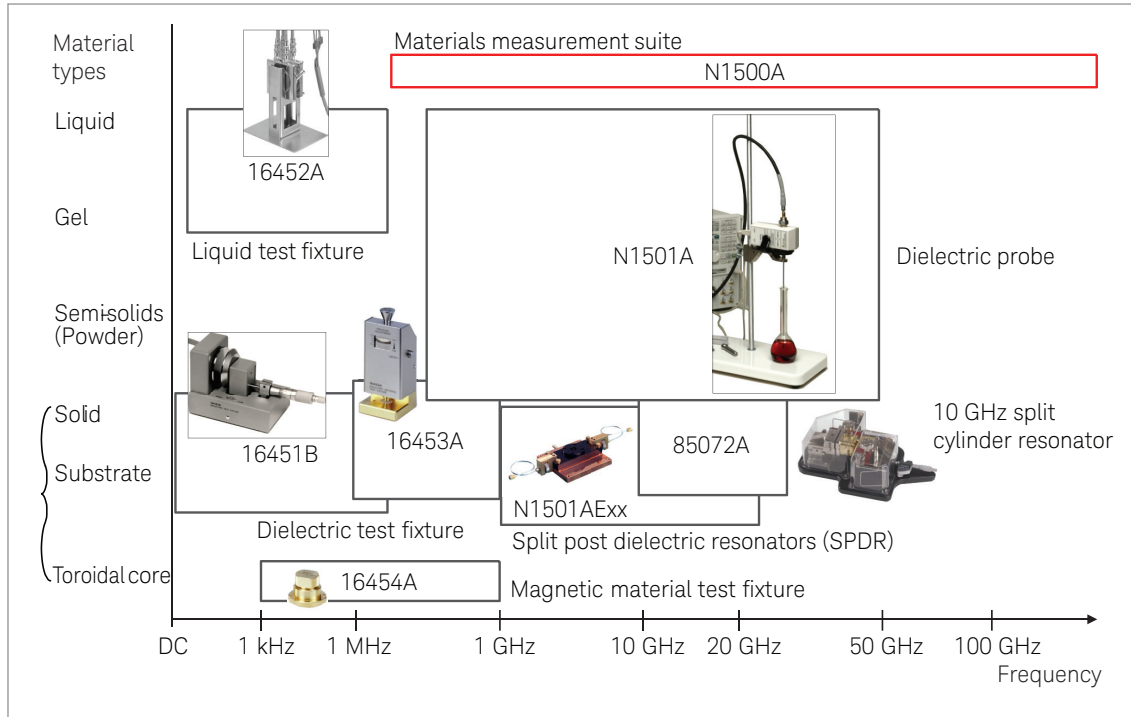 Material
types
Materials measurement suite
N1500A
Liquid
16452A
Gel
Liquid test fixture
N1501A
Dielectric probe
Semi-solids
(Powder)
Solid
16451B
16453A
85072A
10 GHz split
cylinder resonator
Substrate
N1501AExx
Dielectric test fixture
Split post dielectric resonators (SPDR)
Toroidal core
16454A
Magnetic material test fixture
DC
1 kHz
1 MHz
1 GHz
10 GHz
20 GHz
50 GHz
100 GHz
Frequency